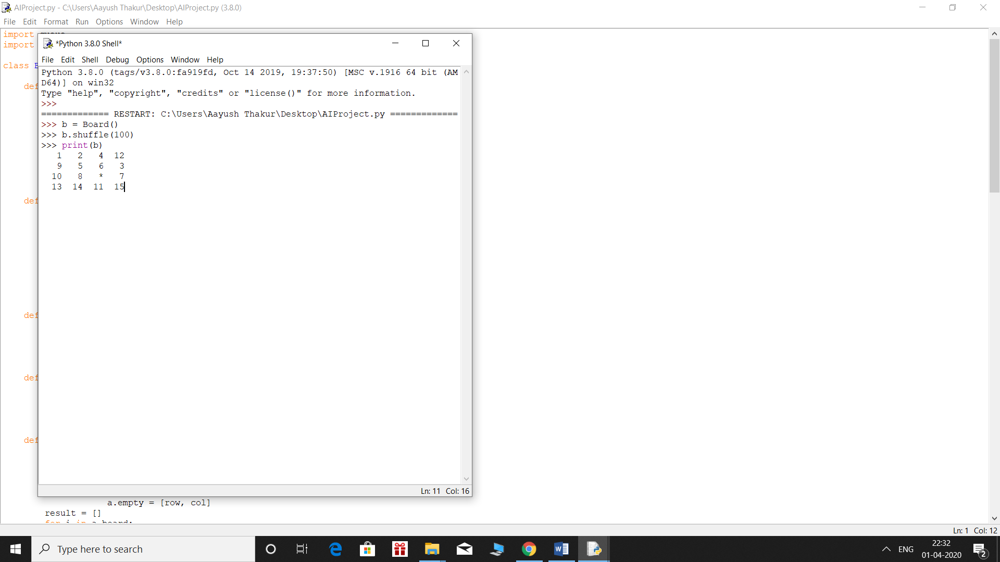 AIProject.py - C:\Users\Aayush Thakur\Desktop\AIProject.py (3.8.0)
File Edit Format Run Options Window Help
import
import
class
def
*Python 3.8.0 Shell*
File Edit Shell Debug Options Window Help
Python 3.8.0 (tags/v3.8.0:fa919fd, Oct 14 2019, 19:37:50) [MSC v.1916 64 bit (AM
D64)] on win32
Type "help", "copyright", "credits" or "license()" for more information.
>>>
============= RESTART: C:\Users\Aayush Thakur\Desktop\AIProject.py =============
>>> b = Board()
>>> b.shuffle(100)
>>> print(b)
1 2 4 12
9 5 6 3
10 8 * 7
13 14 11 15
def
def
def
def
Ln: 11 Col: 16
a.empty = [row, col]
result = []
for i in a.board:
Ln: 1 Col: 12
Type here to search
ENG
22:32
01-04-2020
2